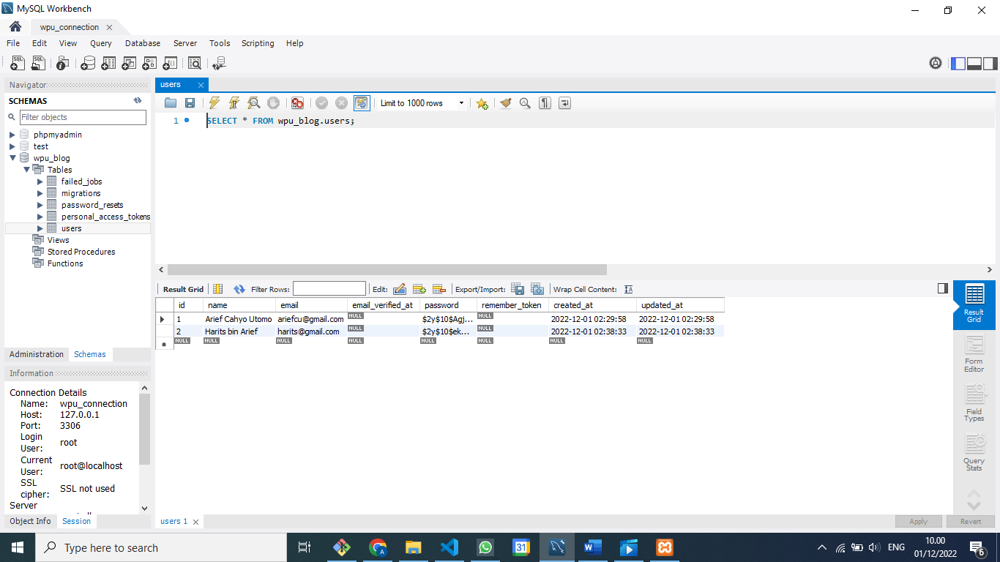 MySQL Workbench
wpu_connection
File Edit View Query Database Server Tools Scripting Help
Navigator
SCHEMAS
Filter objects
phpmyadmin
test
wpu_blog
Tables
failed_jobs
migrations
password_resets
personal_access_tokens
users
Views
Stored Procedures
Functions
Administration Schemas
Information
Connection Details
Name: wpu_connection
Host: 127.0.0.1
Port: 3306
Login User: root
Current User: root@localhost
SSL cipher: SSL not used
Server
Object Info Session
users
Limit to 1000 rows
1 SELECT * FROM wpu_blog.users;
Result Grid Filter Rows: Edit: Export/Import: Wrap Cell Content:
id name email email_verified_at password remember_token created_at updated_at
1 Arief Cahyo Utomo ariefcu@gmail.com NULL $2y$10$Agj... NULL 2022-12-01 02:29:58 2022-12-01 02:29:58
2 Harits bin Arief harits@gmail.com NULL $2y$10$ek... NULL 2022-12-01 02:38:33 2022-12-01 02:38:33
NULL NULL NULL NULL NULL NULL NULL NULL
Result Grid
Form Editor
Field Types
Query Stats
users 1
Apply Revert
Type here to search
31
ENG
10.00
01/12/2022
6